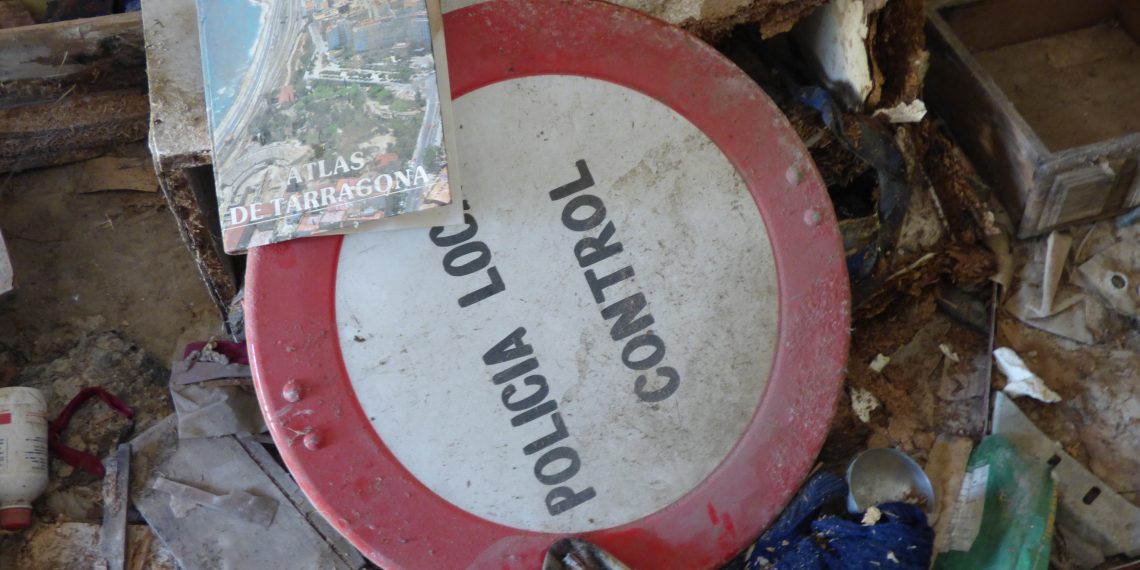 ATLAS
DE TARRAGONA
POLICIA LOC
CONTROL